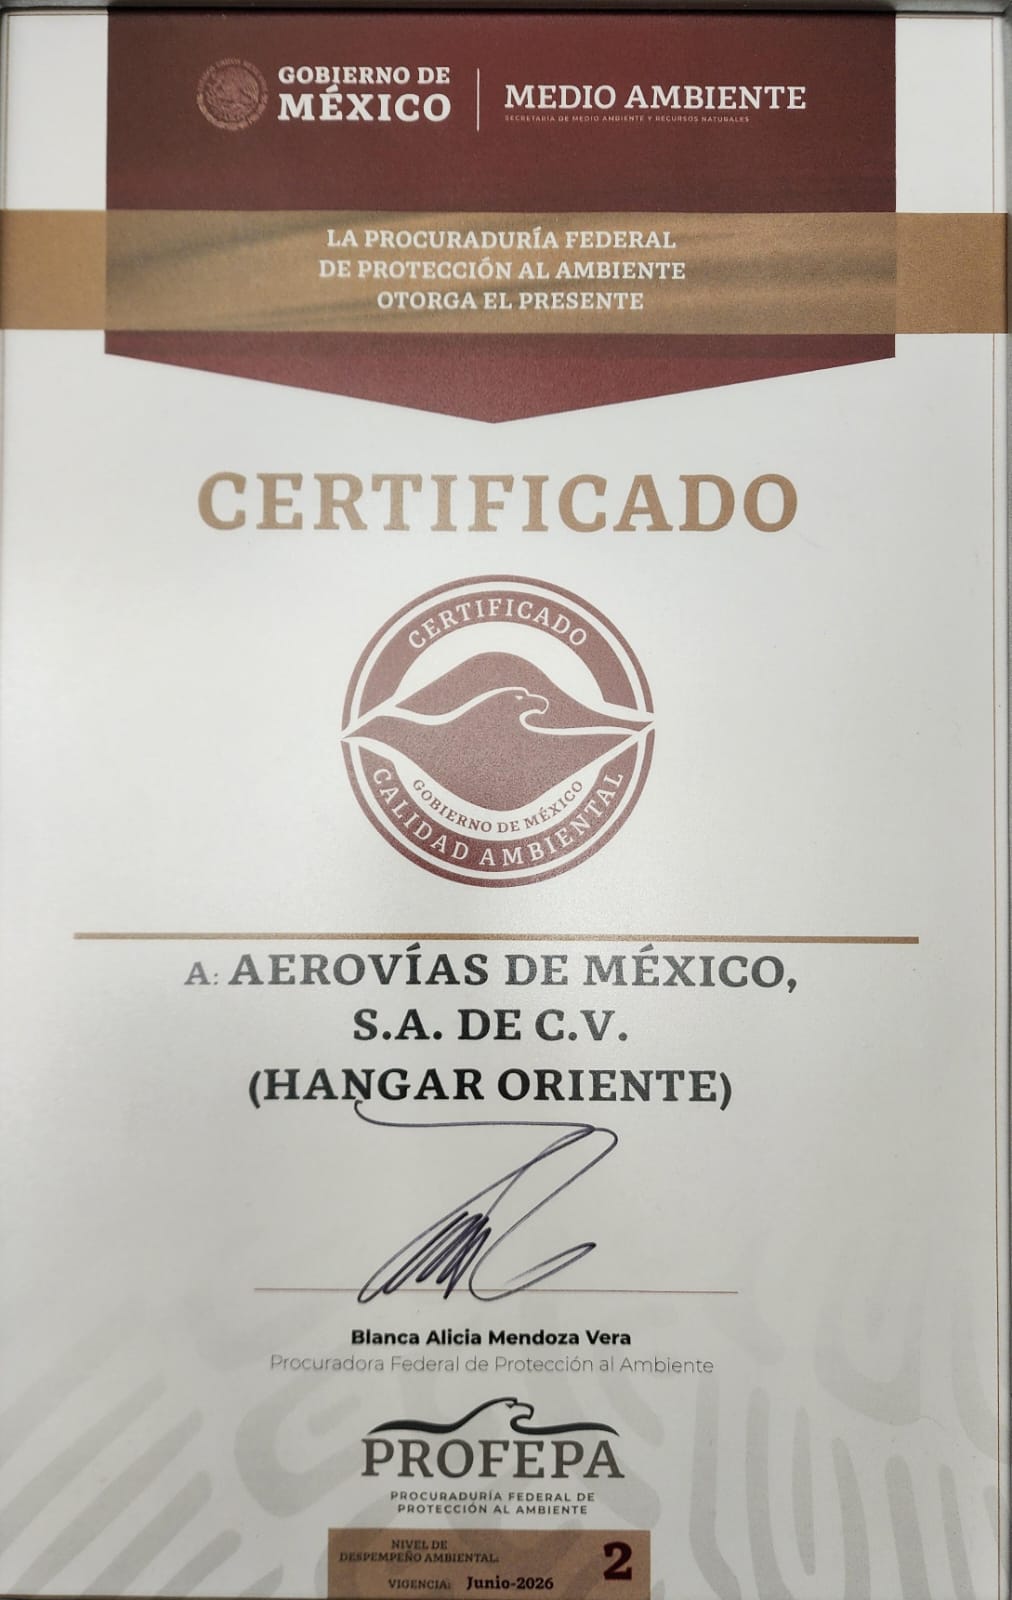 GOBIERNO DE
MÉXICO
MEDIO AMBIENTE
SECRETARÍA DE MEDIO AMBIENTE Y RECURSOS NATURALES
LA PROCURADURÍA FEDERAL
DE PROTECCIÓN AL AMBIENTE
OTORGA EL PRESENTE
CERTIFICADO
CERTIFICADO
GOBIERNO DE MÉXICO
CALIDAD AMBIENTAL
A: AEROVÍAS DE MÉXICO,
S.A. DE C.V.
(HANGAR ORIENTE)
Blanca Alicia Mendoza Vera
Procuradora Federal de Protección al Ambiente
PROFEPA
PROCURADURÍA FEDERAL DE
PROTECCIÓN AL AMBIENTE
NIVEL DE
DESPEMPEÑO AMBIENTAL: 2
VIGENCIA: Junio-2026